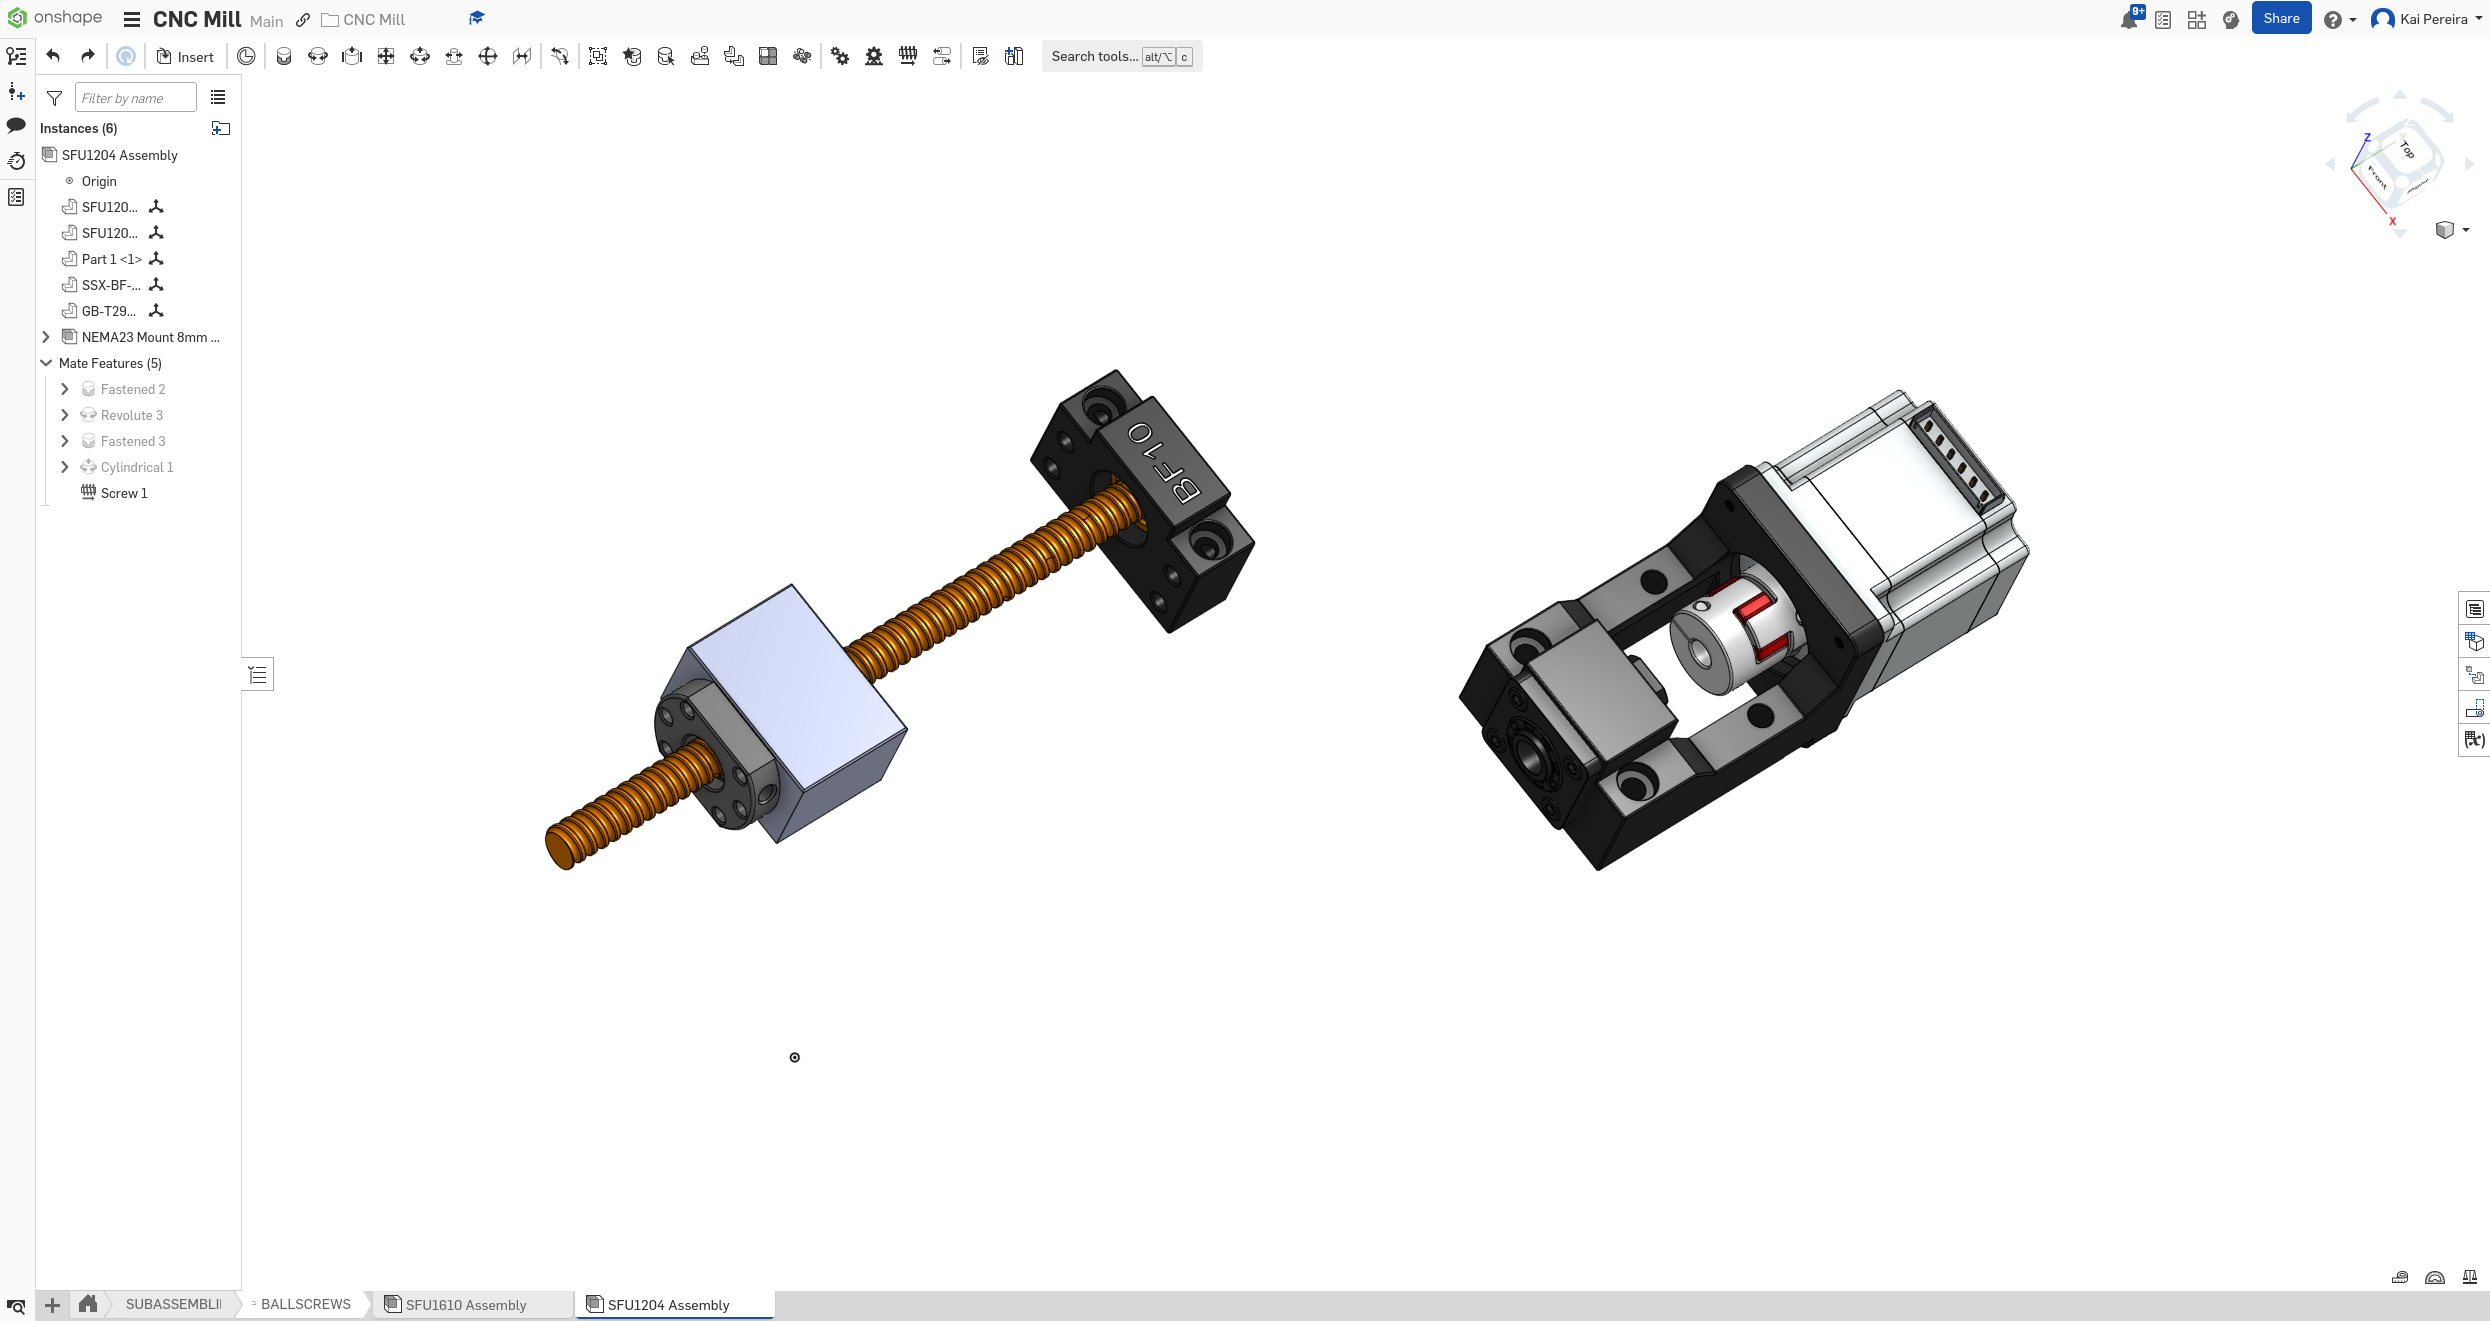 onshape CNC Mill Main CNC Mill 9+ Share Kai Pereira
Insert Search tools... alt/⌥ c
Filter by name
Instances (6)
SFU1204 Assembly
Origin
SFU120...
SFU120...
Part 1 <1>
SSX-BF-...
GB-T29...
NEMA23 Mount 8mm ...
Mate Features (5)
Fastened 2
Revolute 3
Fastened 3
Cylindrical 1
Screw 1
BF10
Z
Y
Top
Front
X
(x)
SUBASSEMBLI BALLSCREWS SFU1610 Assembly SFU1204 Assembly